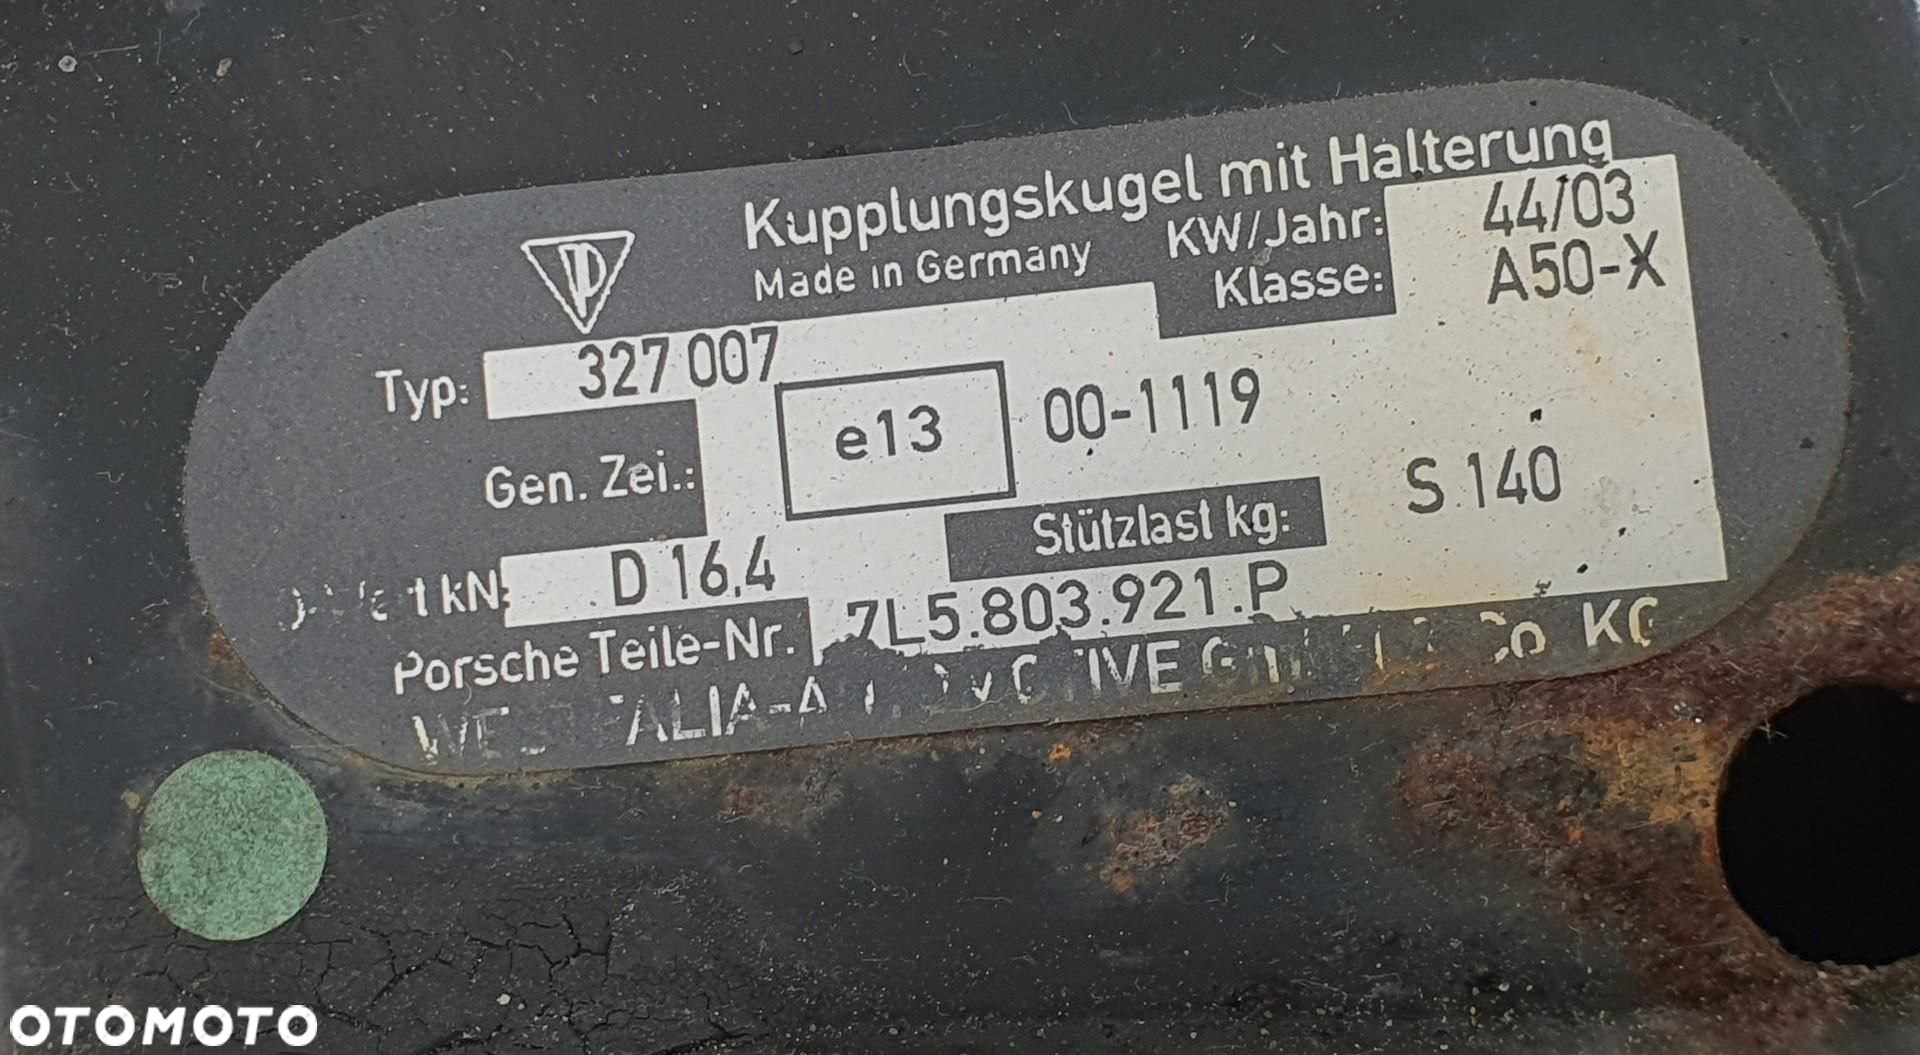 Kupplungskugel mit Halterung
Made in Germany
KW/Jahr: 44/03
Klasse: A50-X
Typ: 327 007
Gen. Zei.: e13 00-1119
Stützlast kg: S 140
kN: D 16,4
Porsche Teile-Nr. 7L5.803.921.P
Co KG
OTOMOTO